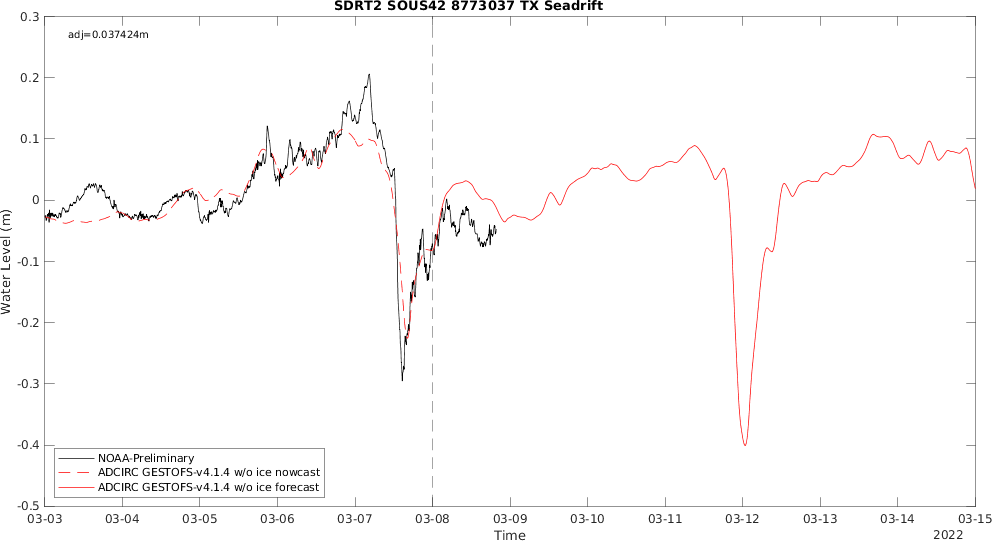 SDRT2 SOUS42 8773037 TX Seadrift
adj=0.037424m
0.3
0.2
0.1
0
-0.1
-0.2
-0.3
-0.4
-0.5
Water Level (m)
NOAA-Preliminary
ADCIRC GESTOFS-v4.1.4 w/o ice nowcast
ADCIRC GESTOFS-v4.1.4 w/o ice forecast
03-03 03-04 03-05 03-06 03-07 03-08 03-09 03-10 03-11 03-12 03-13 03-14 03-15
Time
2022